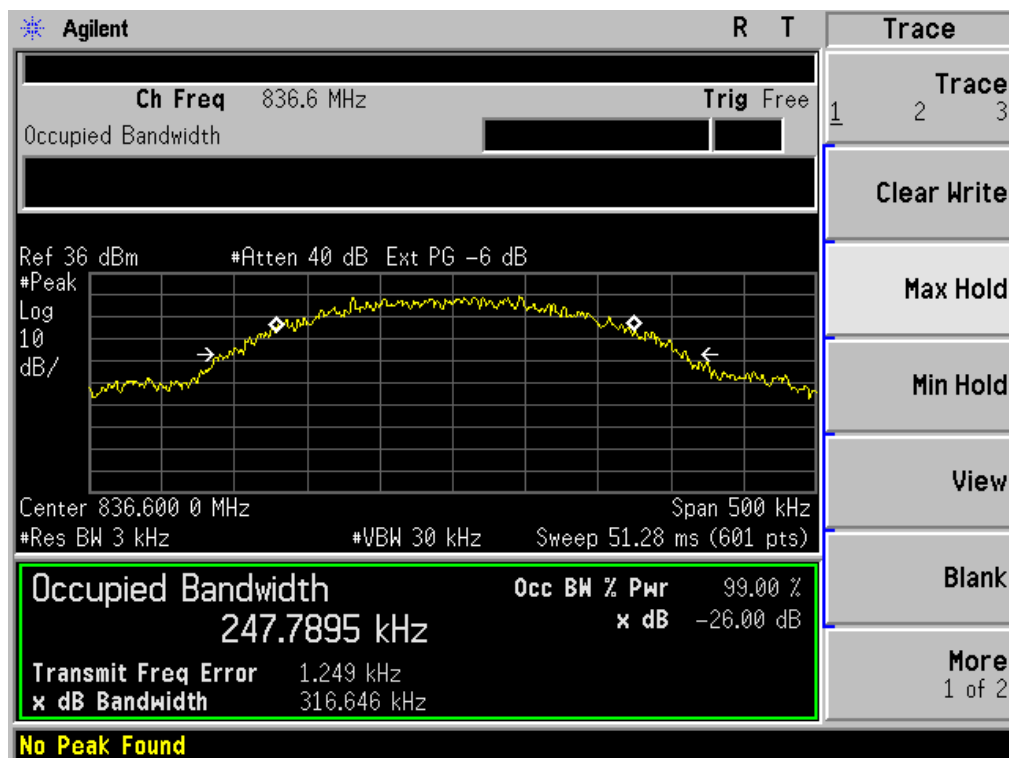 Agilent R T Trace
Ch Freq 836.6 MHz Trig Free
Occupied Bandwidth
Trace
1 2 3
Clear Write
Max Hold
Min Hold
View
Blank
More
1 of 2
Ref 36 dBm #Atten 40 dB Ext PG -6 dB
#Peak
Log
10
dB/
Center 836.600 0 MHz Span 500 kHz
#Res BW 3 kHz #VBW 30 kHz Sweep 51.28 ms (601 pts)
Occupied Bandwidth Occ BW % Pwr 99.00 %
247.7895 kHz x dB -26.00 dB
Transmit Freq Error 1.249 kHz
x dB Bandwidth 316.646 kHz
No Peak Found